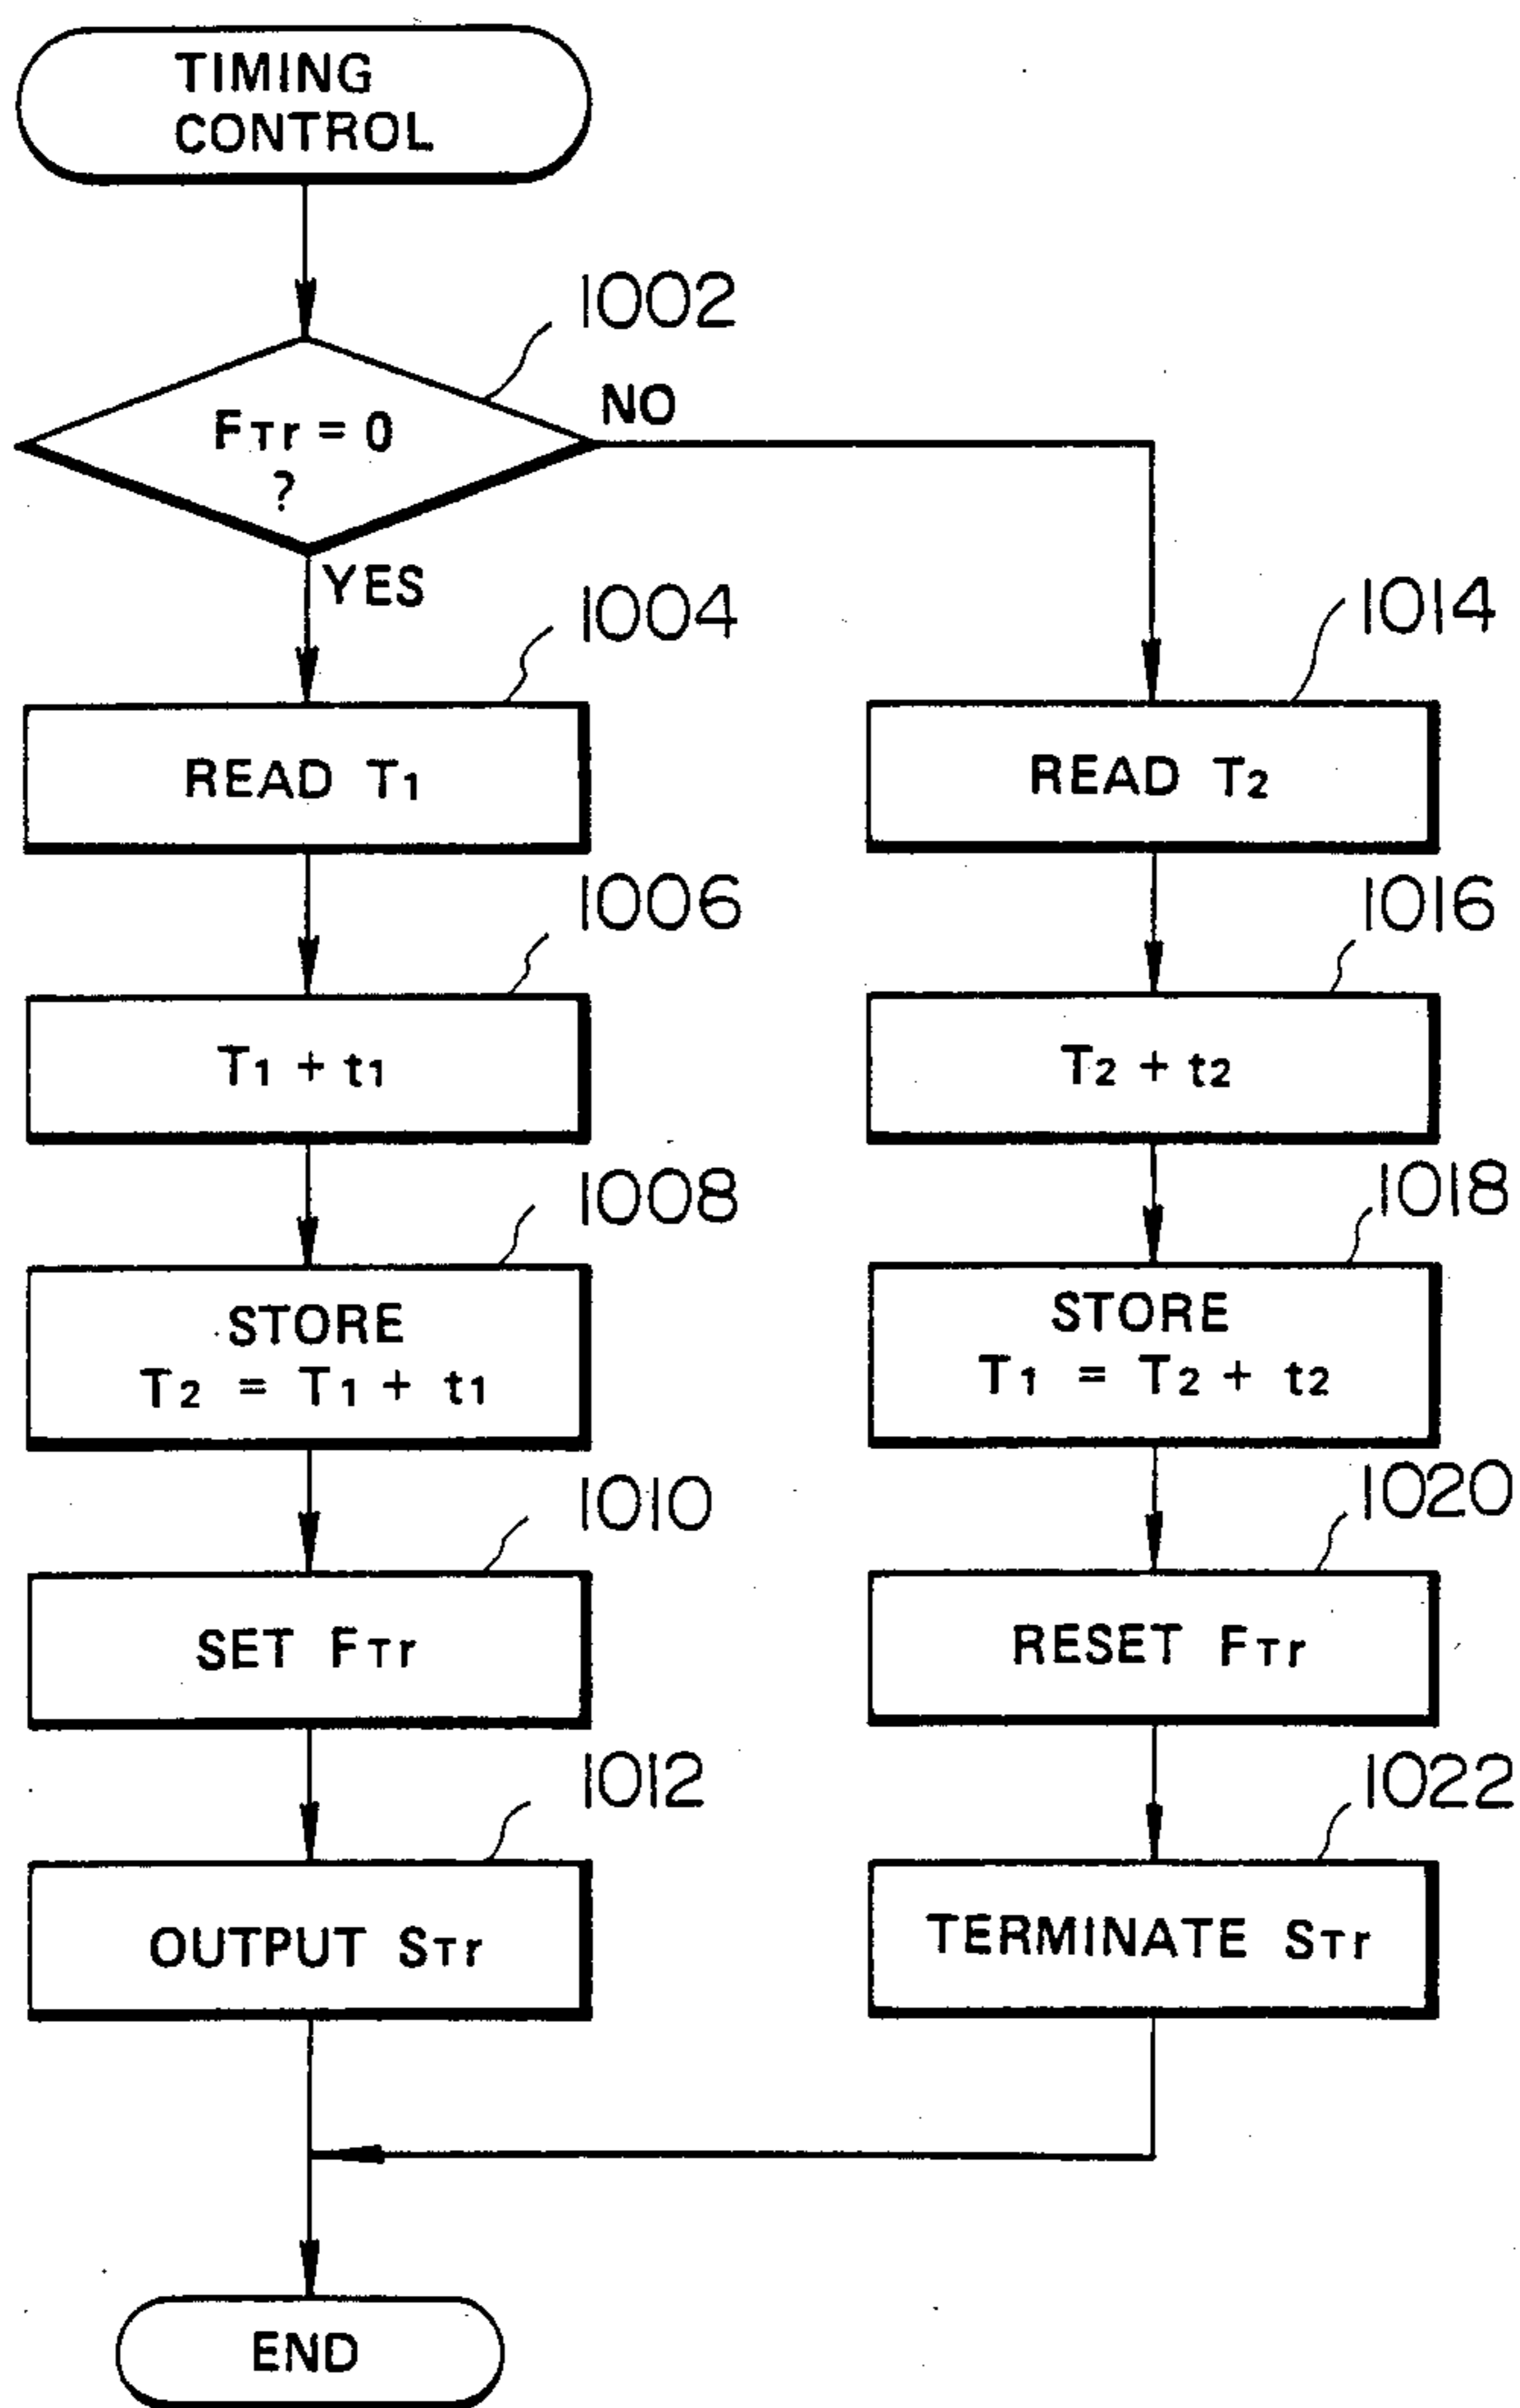 TIMING
CONTROL
1002
FTr = 0
?
NO
YES
1004
READ T1
1006
T1 + t1
1008
STORE
T2 = T1 + t1
1010
SET FTr
1012
OUTPUT STr
1014
READ T2
1016
T2 + t2
1018
STORE
T1 = T2 + t2
1020
RESET FTr
1022
TERMINATE STr
END